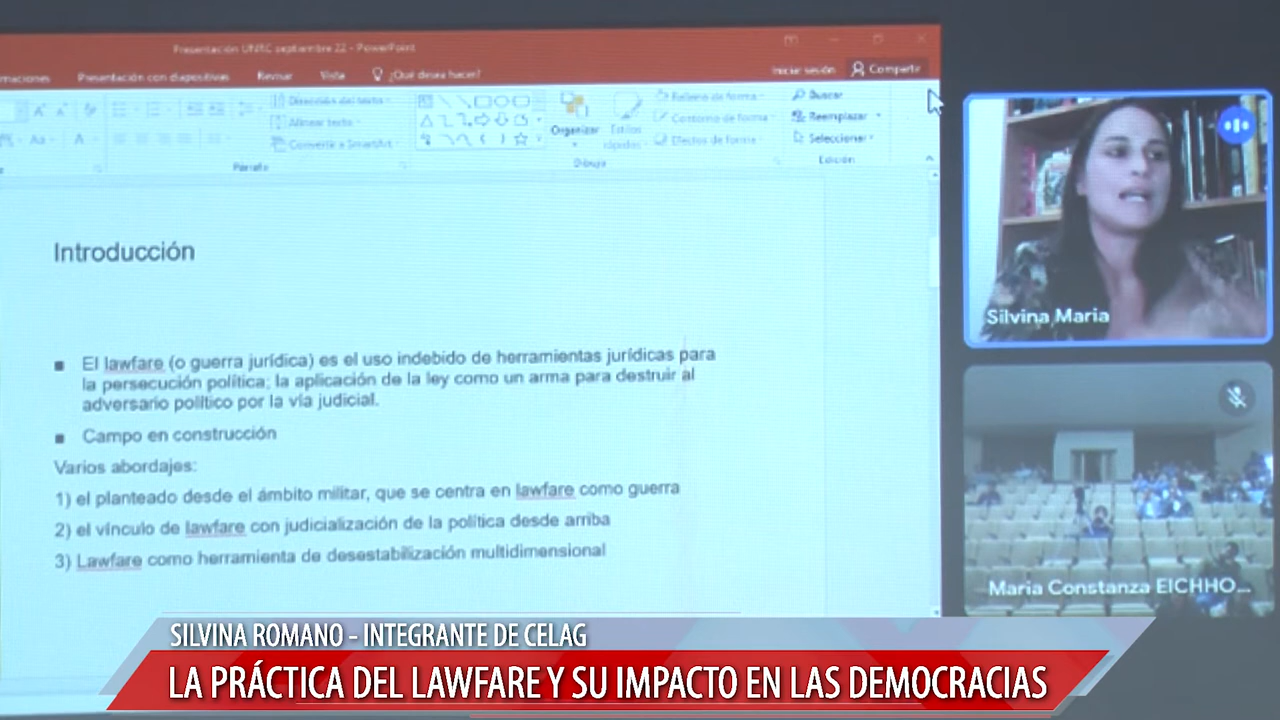 Presentación UNRC septiembre 22 - PowerPoint
Iniciar sesión
Compartir
Presentación con diapositivas
Revisar
Vista
¿Qué desea hacer?
Dirección del texto
Alinear texto
Convertir a SmartArt
Párrafo
Organizar
Estilos
rápidos
Dibujo
Relleno de forma
Contorno de forma
Efectos de forma
Buscar
Reemplazar
Seleccionar
Edición
Introducción
El lawfare (o guerra jurídica) es el uso indebido de herramientas jurídicas para
la persecución política; la aplicación de la ley como un arma para destruir al
adversario político por la vía judicial.
Campo en construcción
Varios abordajes:
1) el planteado desde el ámbito militar, que se centra en lawfare como guerra
2) el vínculo de lawfare con judicialización de la política desde arriba
3) Lawfare como herramienta de desestabilización multidimensional
Silvina Maria
Maria Constanza EICHHO...
SILVINA ROMANO - INTEGRANTE DE CELAG
LA PRÁCTICA DEL LAWFARE Y SU IMPACTO EN LAS DEMOCRACIAS